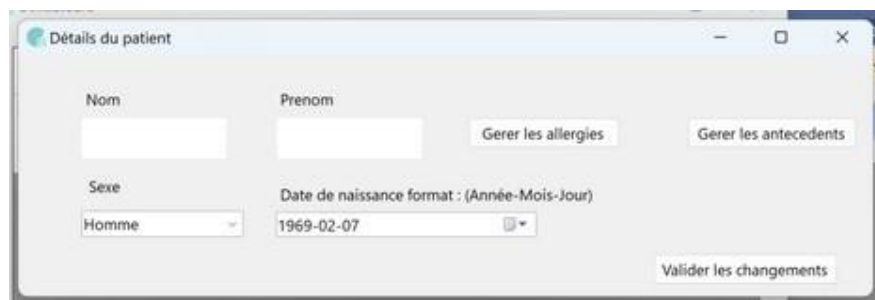 Détails du patient
Nom
Prenom
Gerer les allergies
Gerer les antecedents
Sexe
Date de naissance format : (Année-Mois-Jour)
Homme
1969-02-07
Valider les changements